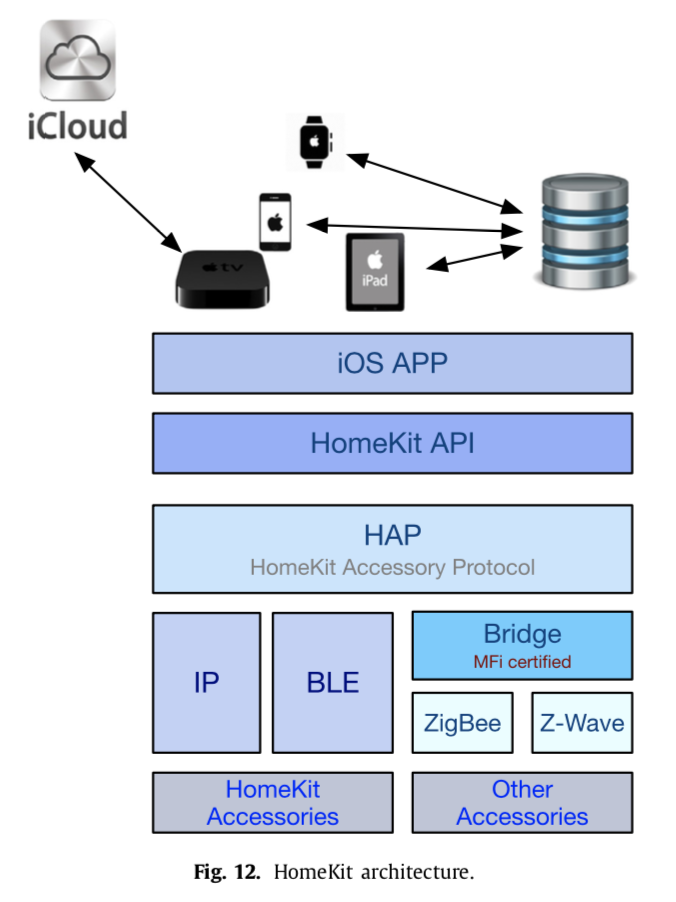 iCloud
tv
iPad
iOS APP
HomeKit API
HAP
HomeKit Accessory Protocol
IP
BLE
Bridge
MFi certified
ZigBee
Z-Wave
HomeKit
Accessories
Other
Accessories
Fig. 12. HomeKit architecture.